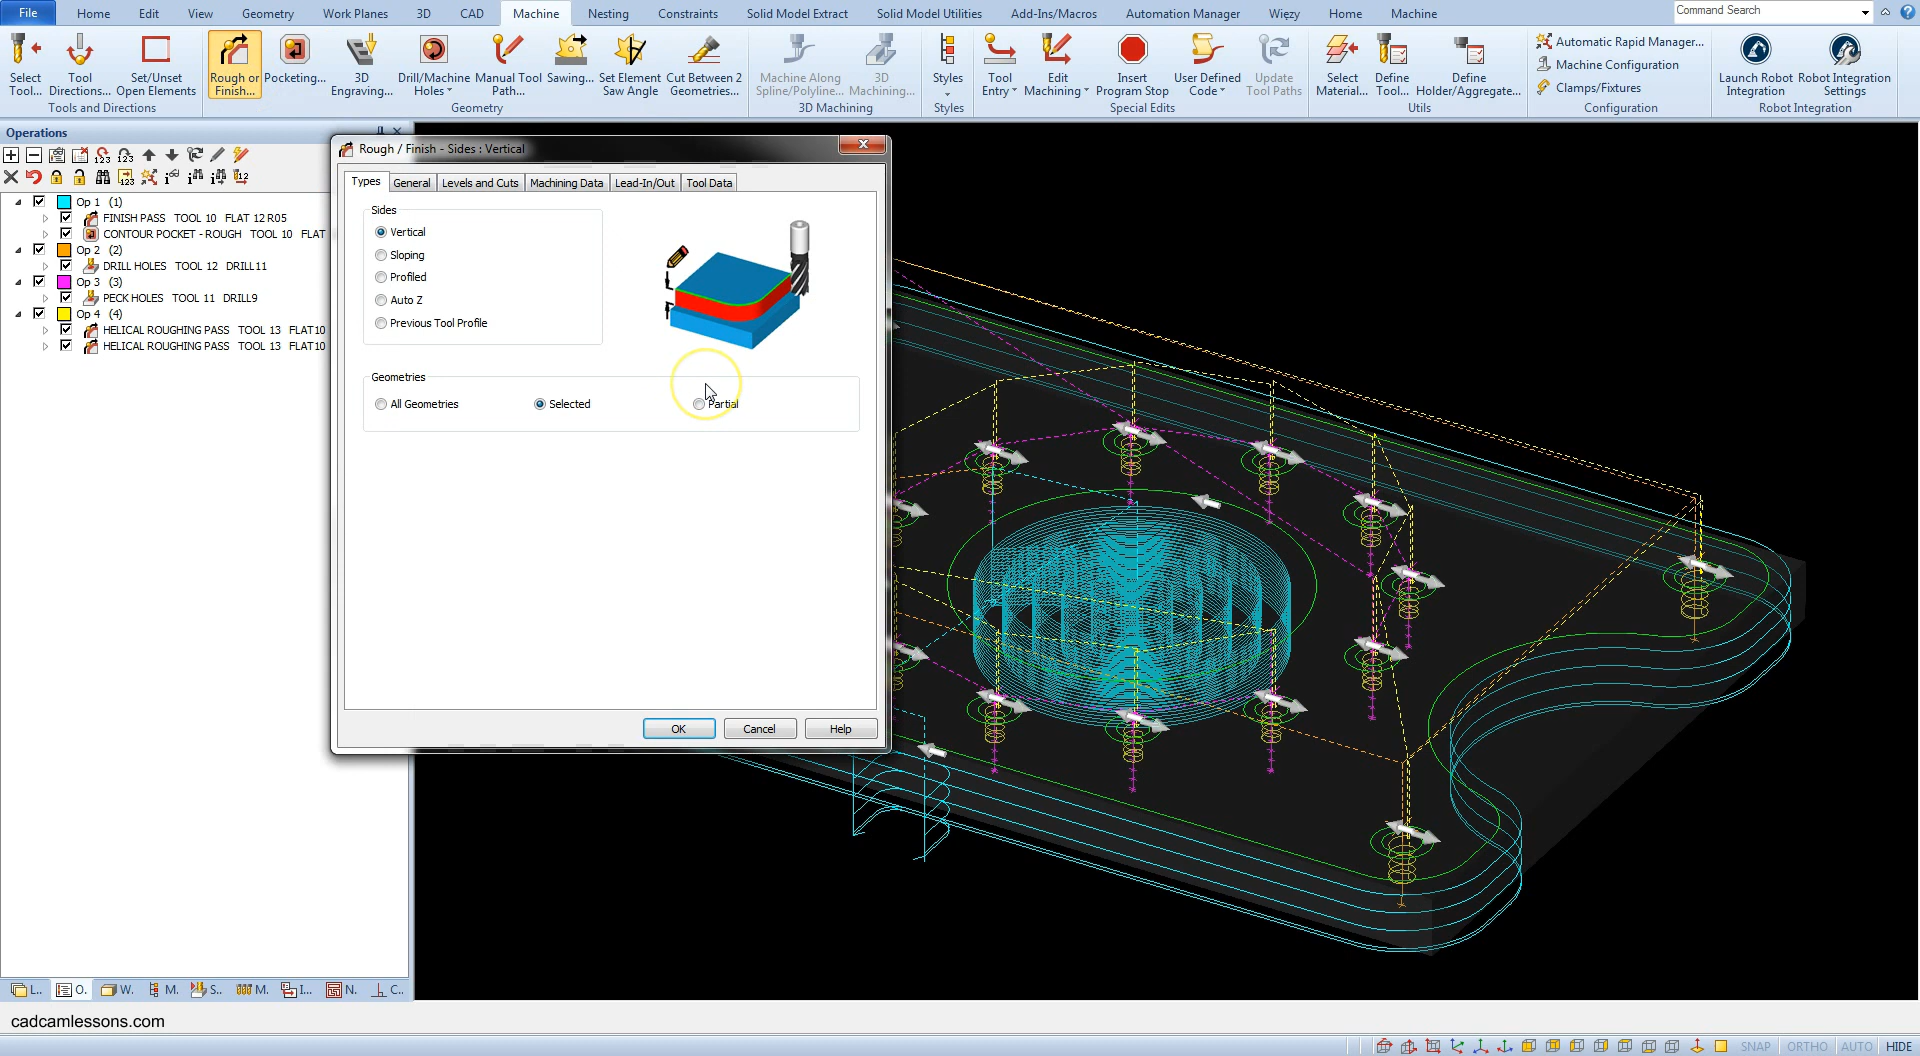 File Home Edit View Geometry Work Planes 3D CAD Machine Nesting Constraints Solid Model Extract Solid Model Utilities Add-Ins/Macros Automation Manager Więzy Home Machine Command Search
Select Tool... Tool Directions... Set/Unset Open Elements
Tools and Directions
Rough or Finish... Pocketing... 3D Engraving... Drill/Machine Holes Manual Tool Path... Sawing... Set Element Saw Angle Cut Between 2 Geometries...
Geometry
Machine Along Spline/Polyline... 3D Machining...
3D Machining
Styles
Styles
Tool Entry Edit Machining Insert Program Stop User Defined Code Update Tool Paths
Special Edits
Select Material... Define Tool... Define Holder/Aggregate...
Utils
Automatic Rapid Manager...
Machine Configuration
Clamps/Fixtures
Configuration
Launch Robot Integration Robot Integration Settings
Robot Integration
Operations
Op 1 (1)
FINISH PASS TOOL 10 FLAT 12 R05
CONTOUR POCKET - ROUGH TOOL 10 FLAT
Op 2 (2)
DRILL HOLES TOOL 12 DRILL11
Op 3 (3)
PECK HOLES TOOL 11 DRILL9
Op 4 (4)
HELICAL ROUGHING PASS TOOL 13 FLAT10
HELICAL ROUGHING PASS TOOL 13 FLAT10
Rough / Finish - Sides : Vertical
Types General Levels and Cuts Machining Data Lead-In/Out Tool Data
Sides
Vertical
Sloping
Profiled
Auto Z
Previous Tool Profile
Geometries
All Geometries Selected Partial
OK Cancel Help
L.. O. W. M. S.. M. I... N. C..
cadcamlessons.com
SNAP ORTHO AUTO HIDE